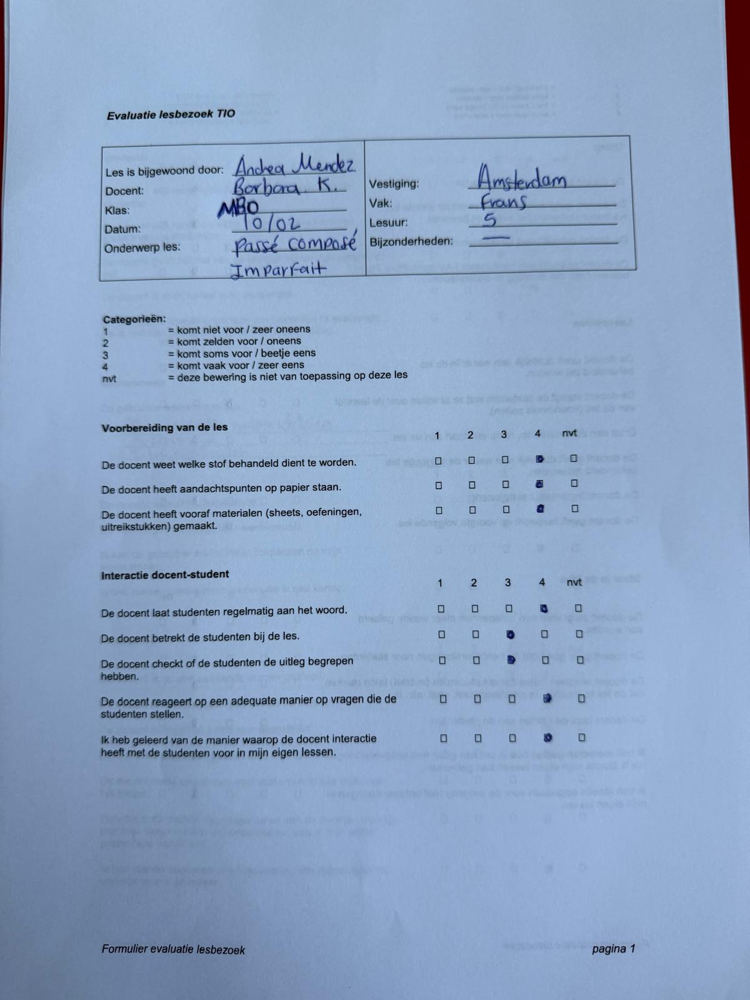 Evaluatie lesbezoek TIO
Les is bijgewoond door: Andrea Mendez
Docent: Borbora K.
Klas: MBO
Datum: 10/02
Onderwerp les: Passé composé
Imparfait
Vestiging: Amsterdam
Vak: Frans
Lesuur: 5
Bijzonderheden: —
Categorieën:
1 = komt niet voor / zeer oneens
2 = komt zelden voor / oneens
3 = komt soms voor / beetje eens
4 = komt vaak voor / zeer eens
nvt = deze bewering is niet van toepassing op deze les
Voorbereiding van de les
1 2 3 4 nvt
De docent weet welke stof behandeld dient te worden.
De docent heeft aandachtspunten op papier staan.
De docent heeft vooraf materialen (sheets, oefeningen,
uitreikstukken) gemaakt.
Interactie docent-student
1 2 3 4 nvt
De docent laat studenten regelmatig aan het woord.
De docent betrekt de studenten bij de les.
De docent checkt of de studenten de uitleg begrepen
hebben.
De docent reageert op een adequate manier op vragen die de
studenten stellen.
Ik heb geleerd van de manier waarop de docent interactie
heeft met de studenten voor in mijn eigen lessen.
Formulier evaluatie lesbezoek
pagina 1